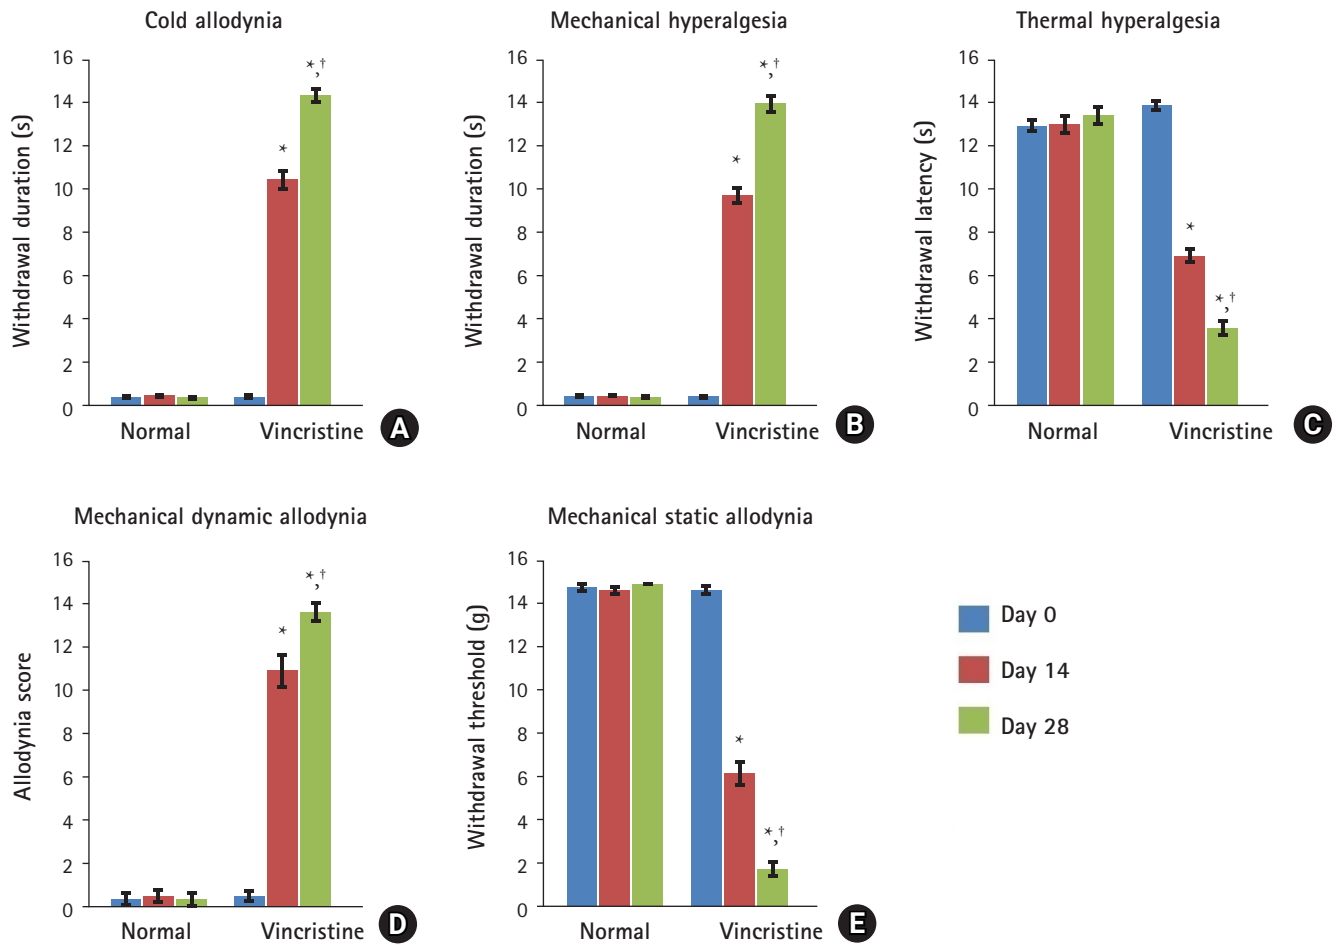 Cold allodynia
Withdrawal duration (s)
16
14
12
10
8
6
4
2
0
*
*,†
Normal
Vincristine
A
Mechanical hyperalgesia
Withdrawal duration (s)
16
14
12
10
8
6
4
2
0
*
*,†
Normal
Vincristine
B
Thermal hyperalgesia
Withdrawal latency (s)
16
14
12
10
8
6
4
2
0
*
*,†
Normal
Vincristine
C
Mechanical dynamic allodynia
Allodynia score
16
14
12
10
8
6
4
2
0
*
*,†
Normal
Vincristine
D
Mechanical static allodynia
Withdrawal threshold (g)
16
14
12
10
8
6
4
2
0
*
*,†
Normal
Vincristine
E
Day 0
Day 14
Day 28